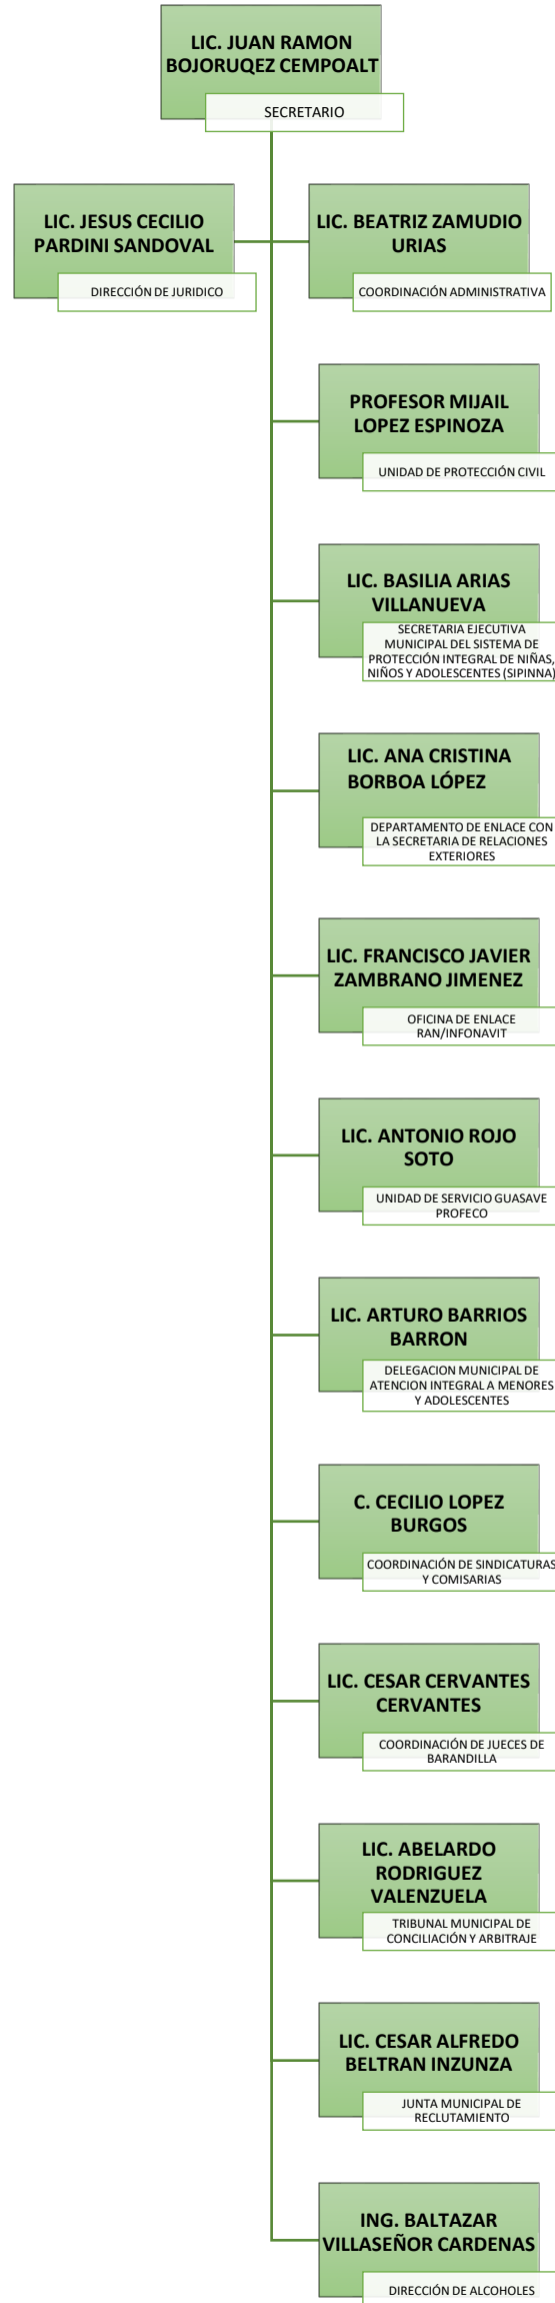 LIC. JUAN RAMON
BOJORUQEZ CEMPOALT
SECRETARIO
LIC. JESUS CECILIO
PARDINI SANDOVAL
DIRECCIÓN DE JURIDICO
LIC. BEATRIZ ZAMUDIO
URIAS
COORDINACIÓN ADMINISTRATIVA
PROFESOR MIJAIL
LOPEZ ESPINOZA
UNIDAD DE PROTECCIÓN CIVIL
LIC. BASILIA ARIAS
VILLANUEVA
SECRETARIA EJECUTIVA
MUNICIPAL DEL SISTEMA DE
PROTECCIÓN INTEGRAL DE NIÑAS,
NIÑOS Y ADOLESCENTES (SIPINNA)
LIC. ANA CRISTINA
BORBOA LÓPEZ
DEPARTAMENTO DE ENLACE CON
LA SECRETARIA DE RELACIONES
EXTERIORES
LIC. FRANCISCO JAVIER
ZAMBRANO JIMENEZ
OFICINA DE ENLACE
RAN/INFONAVIT
LIC. ANTONIO ROJO
SOTO
UNIDAD DE SERVICIO GUASAVE
PROFECO
LIC. ARTURO BARRIOS
BARRON
DELEGACION MUNICIPAL DE
ATENCION INTEGRAL A MENORES
Y ADOLESCENTES
C. CECILIO LOPEZ
BURGOS
COORDINACIÓN DE SINDICATURAS
Y COMISARIAS
LIC. CESAR CERVANTES
CERVANTES
COORDINACIÓN DE JUECES DE
BARANDILLA
LIC. ABELARDO
RODRIGUEZ
VALENZUELA
TRIBUNAL MUNICIPAL DE
CONCILIACIÓN Y ARBITRAJE
LIC. CESAR ALFREDO
BELTRAN INZUNZA
JUNTA MUNICIPAL DE
RECLUTAMIENTO
ING. BALTAZAR
VILLASEÑOR CARDENAS
DIRECCIÓN DE ALCOHOLES